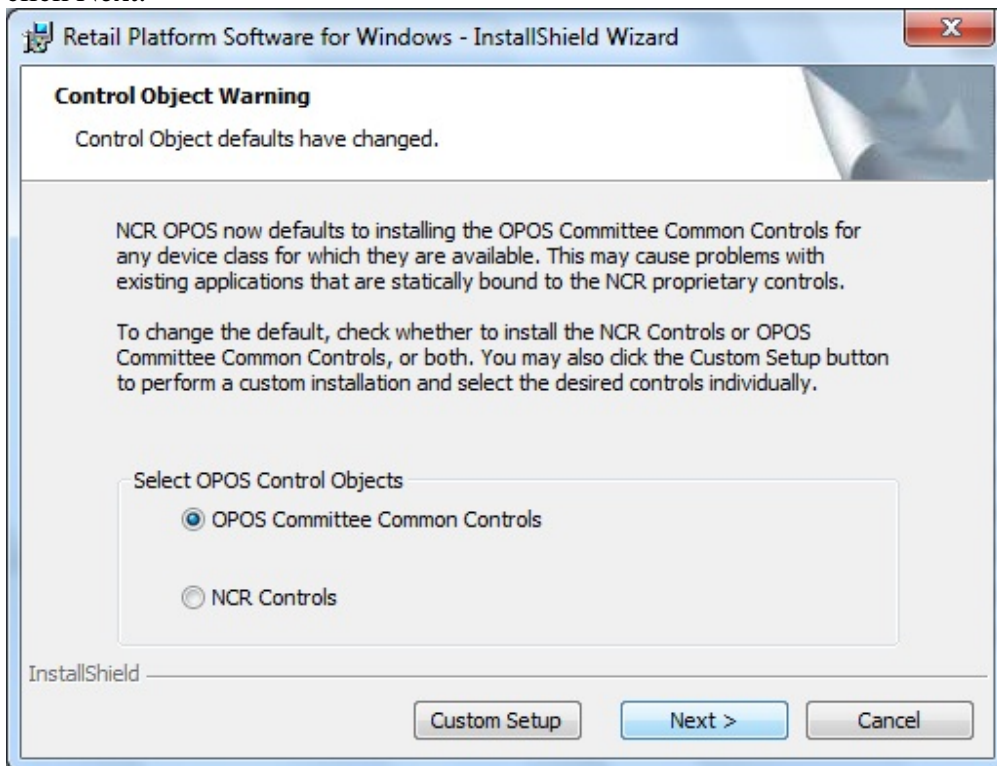 Retail Platform Software for Windows - InstallShield Wizard
X
Control Object Warning
Control Object defaults have changed.
NCR OPOS now defaults to installing the OPOS Committee Common Controls for
any device class for which they are available. This may cause problems with
existing applications that are statically bound to the NCR proprietary controls.
To change the default, check whether to install the NCR Controls or OPOS
Committee Common Controls, or both. You may also click the Custom Setup button
to perform a custom installation and select the desired controls individually.
Select OPOS Control Objects
OPOS Committee Common Controls
NCR Controls
InstallShield
Custom Setup
Next >
Cancel